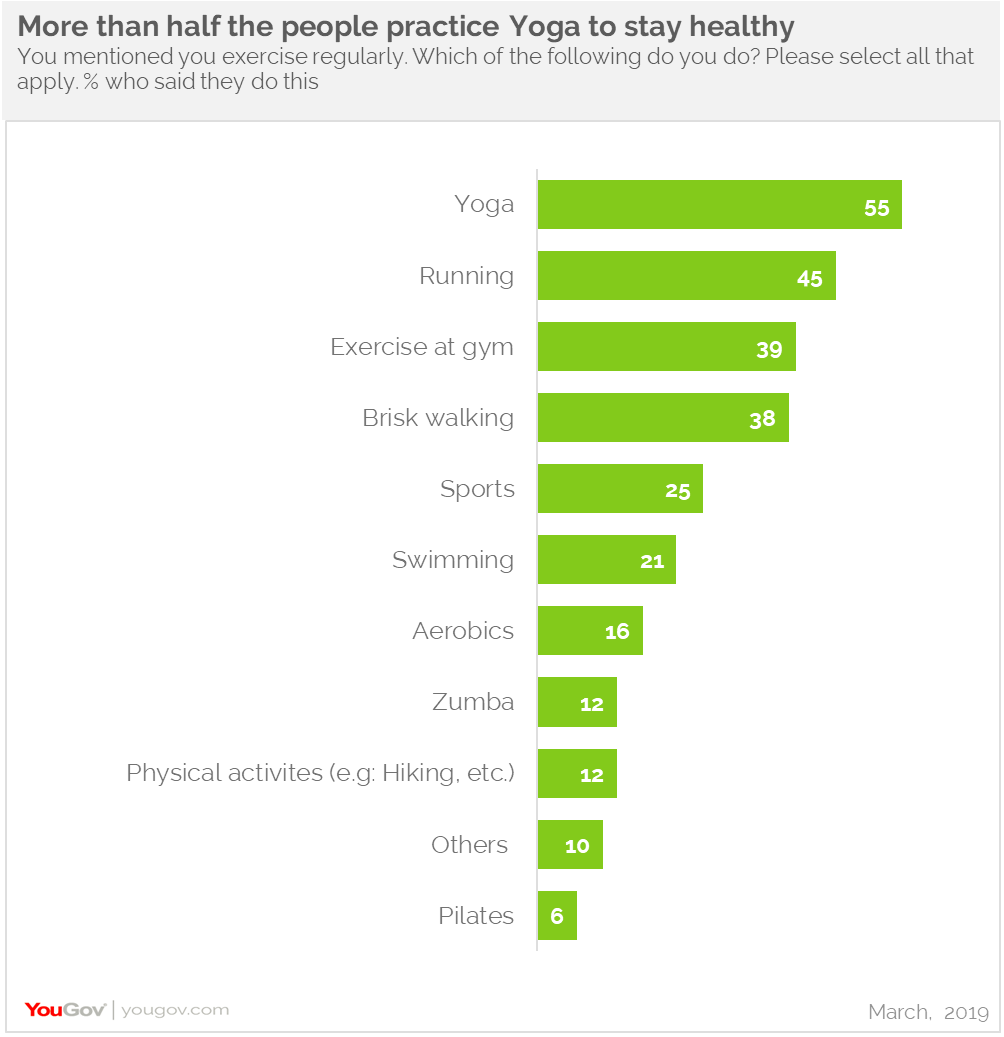 More than half the people practice Yoga to stay healthy
You mentioned you exercise regularly. Which of the following do you do? Please select all that
apply. % who said they do this
Yoga 55
Running 45
Exercise at gym 39
Brisk walking 38
Sports 25
Swimming 21
Aerobics 16
Zumba 12
Physical activites (e.g: Hiking, etc.) 12
Others 10
Pilates 6
YouGov® | yougov.com March, 2019